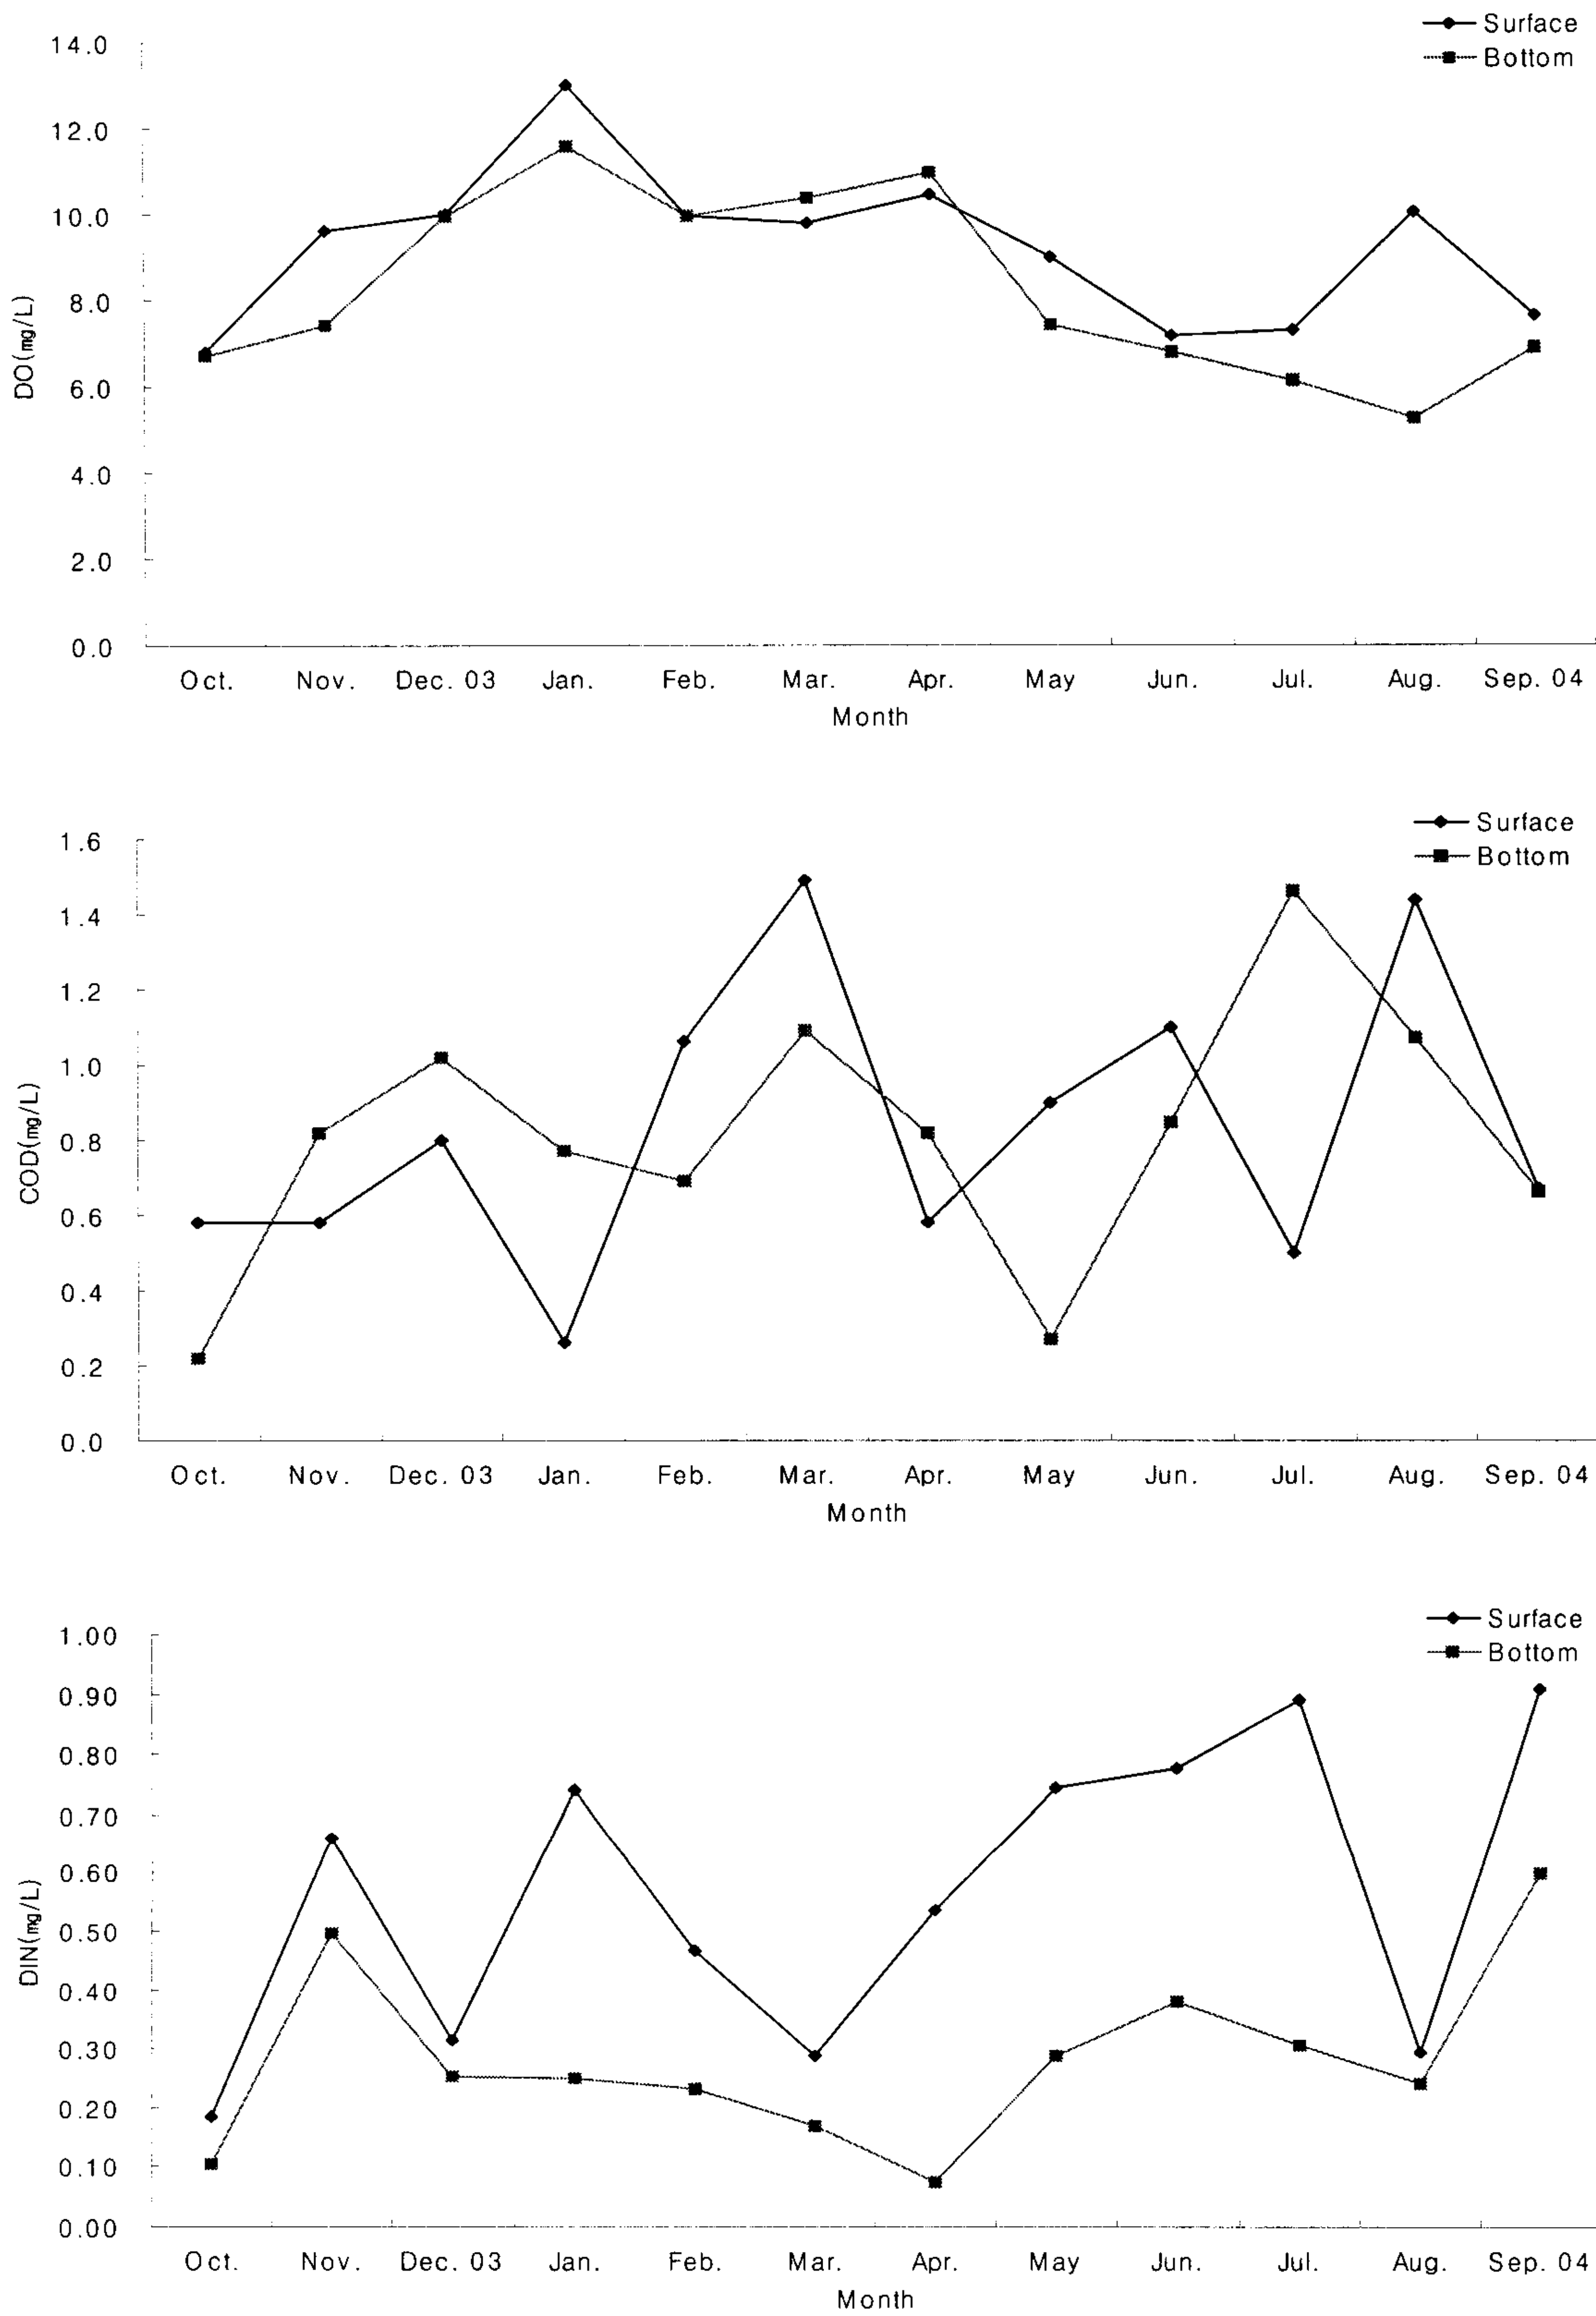 Surface
Bottom
14.0
12.0
10.0
8.0
6.0
4.0
2.0
0.0
DO(mg/L)
Oct. Nov. Dec. 03 Jan. Feb. Mar. Apr. May Jun. Jul. Aug. Sep. 04
Month
Surface
Bottom
1.6
1.4
1.2
1.0
0.8
0.6
0.4
0.2
0.0
COD(mg/L)
Oct. Nov. Dec. 03 Jan. Feb. Mar. Apr. May Jun. Jul. Aug. Sep. 04
Month
Surface
Bottom
1.00
0.90
0.80
0.70
0.60
0.50
0.40
0.30
0.20
0.10
0.00
DIN(mg/L)
Oct. Nov. Dec. 03 Jan. Feb. Mar. Apr. May Jun. Jul. Aug. Sep. 04
Month